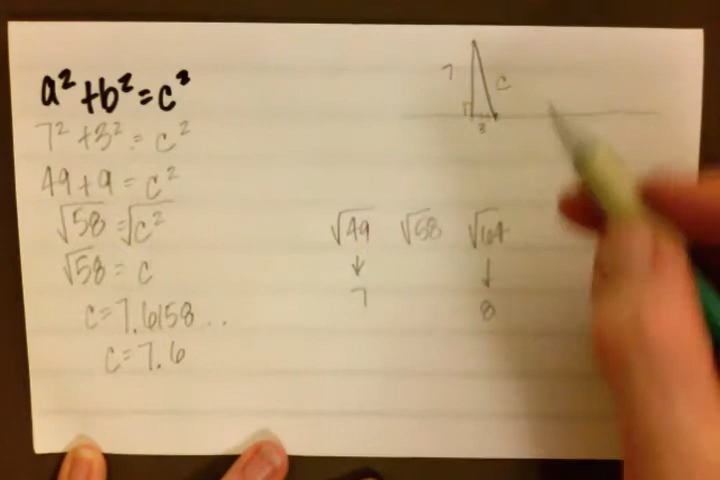 a² + b² = c²
7² + 3² = c²
49 + 9 = c²
√58 = √c²
√58 = c
c = 7.6158 . .
c = 7.6
7
c
3
√49 √58 √64
↓ ↓
7 8